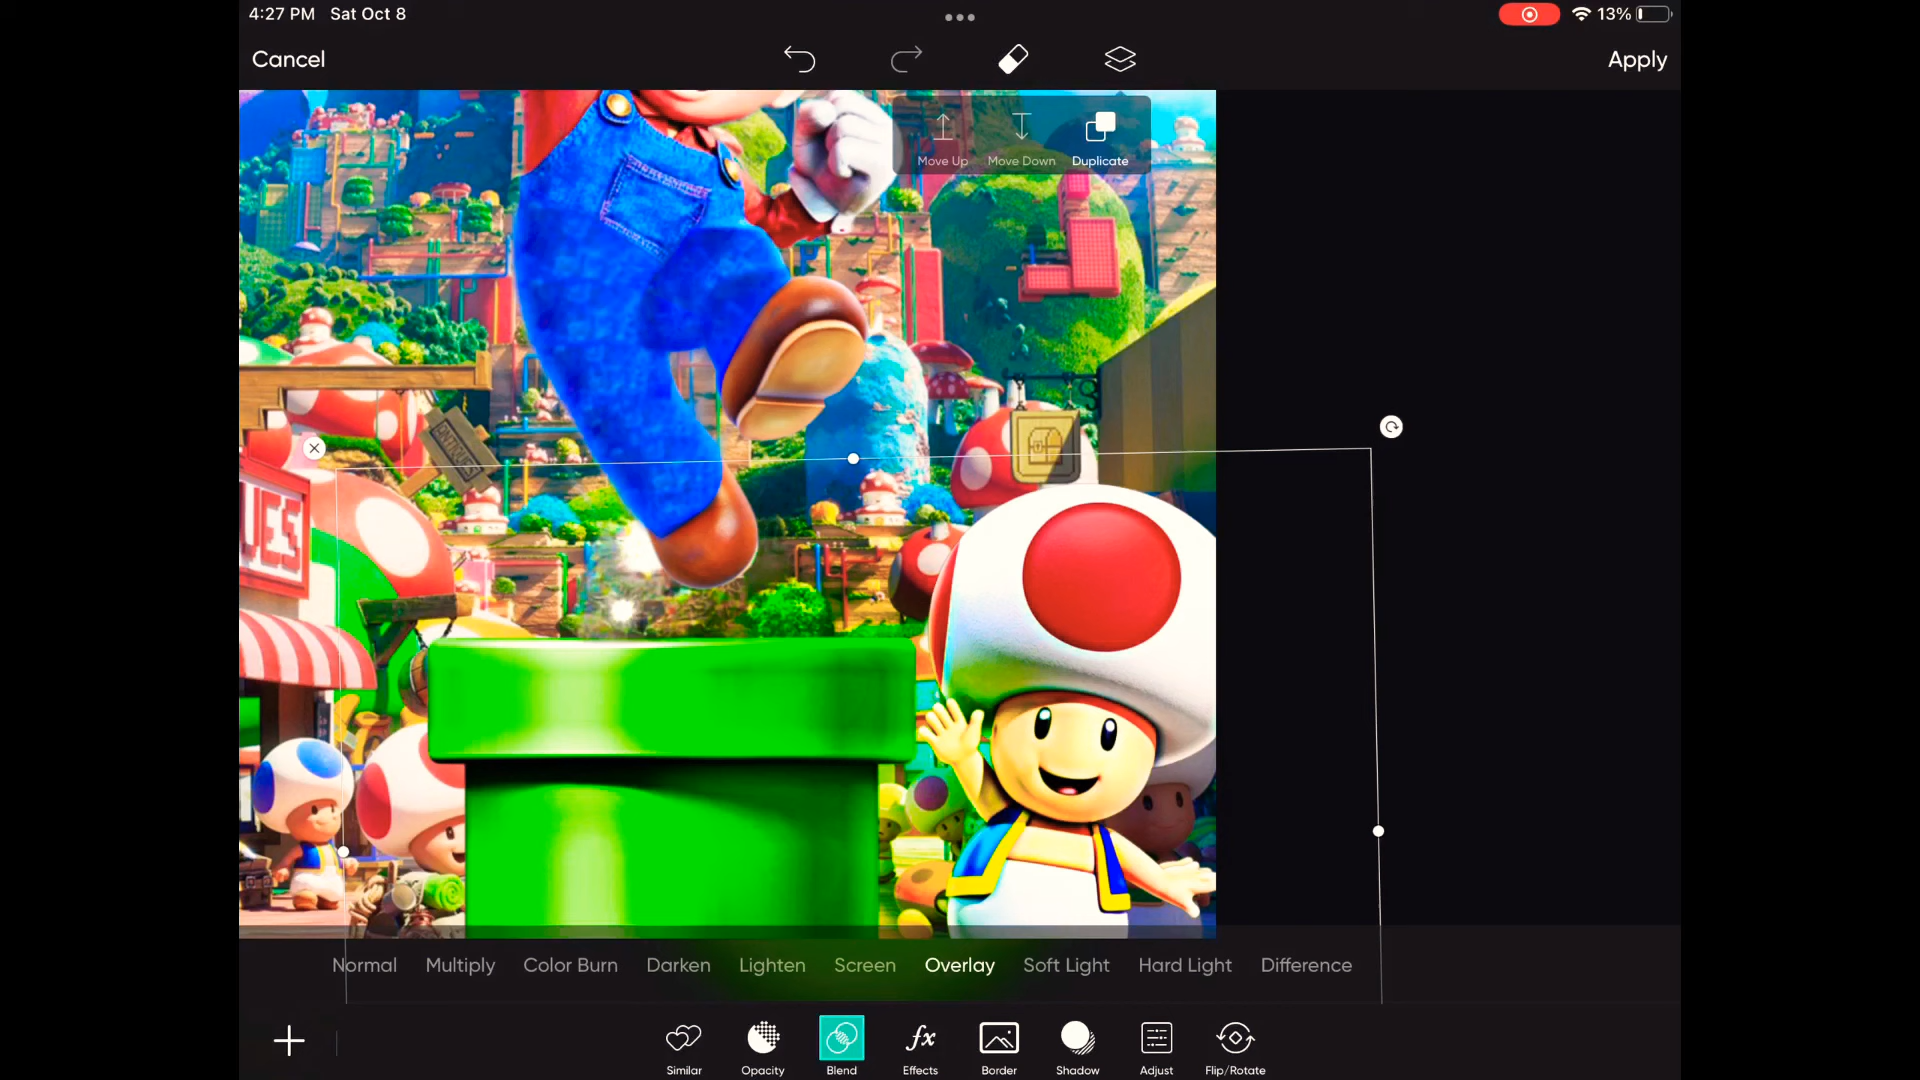 4:27 PM Sat Oct 8
13%
Cancel
Apply
Move Up Move Down Duplicate
UES
Normal Multiply Color Burn Darken Lighten Screen Overlay Soft Light Hard Light Difference
Similar Opacity Blend Effects Border Shadow Adjust Flip/Rotate